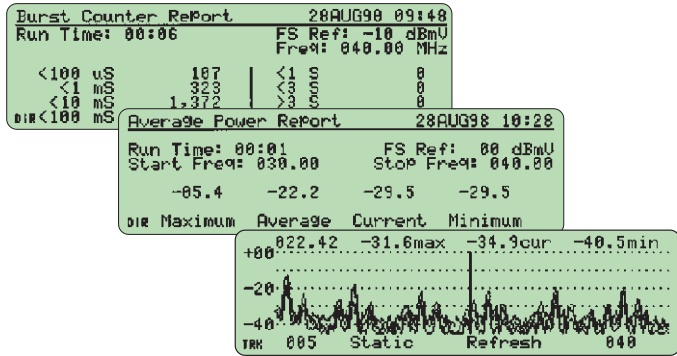 Burst Counter Report 28AUG98 09:48
Run Time: 00:06 FS Ref: -10 dBmV
Freq: 040.00 MHz
<100 uS 107 <1 S 0
<1 mS 323 <3 S 0
<10 mS 1,372 >3 S 0
DIR <100 mS
Average Power Report 28AUG98 10:28
Run Time: 00:01 FS Ref: 00 dBmV
Start Freq: 030.00 Stop Freq: 040.00
-05.4 -22.2 -29.5 -29.5
DIR Maximum Average Current Minimum
022.42 -31.6max -34.9cur -40.5min
+00
-20
-40
TRK 005 Static Refresh 040